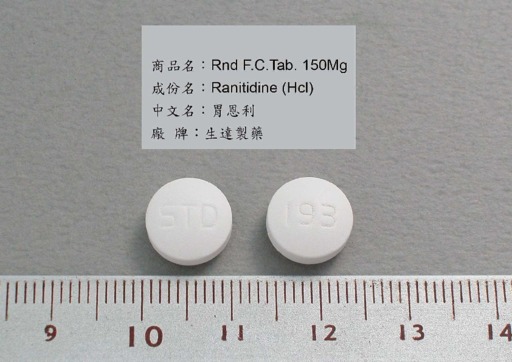 商品名：Rnd F.C.Tab. 150Mg
成份名：Ranitidine (Hcl)
中文名：胃恩利
廠 牌：生達製藥
STD 193
9 10 11 12 13 14